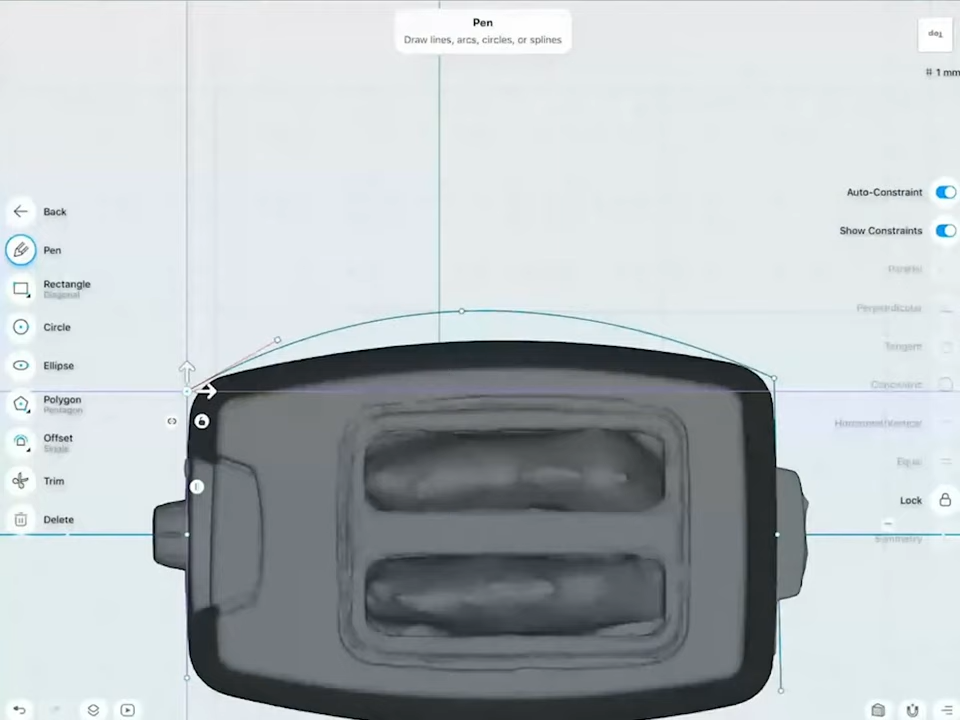 Pen
Draw lines, arcs, circles, or splines
Top
1 mm
Auto-Constraint
Show Constraints
Parallel
Perpendicular
Tangent
Concentric
Horizontal/Vertical
Equal
Lock
Symmetry
Back
Pen
Rectangle
Diagonal
Circle
Ellipse
Polygon
Pentagon
Offset
Single
Trim
Delete